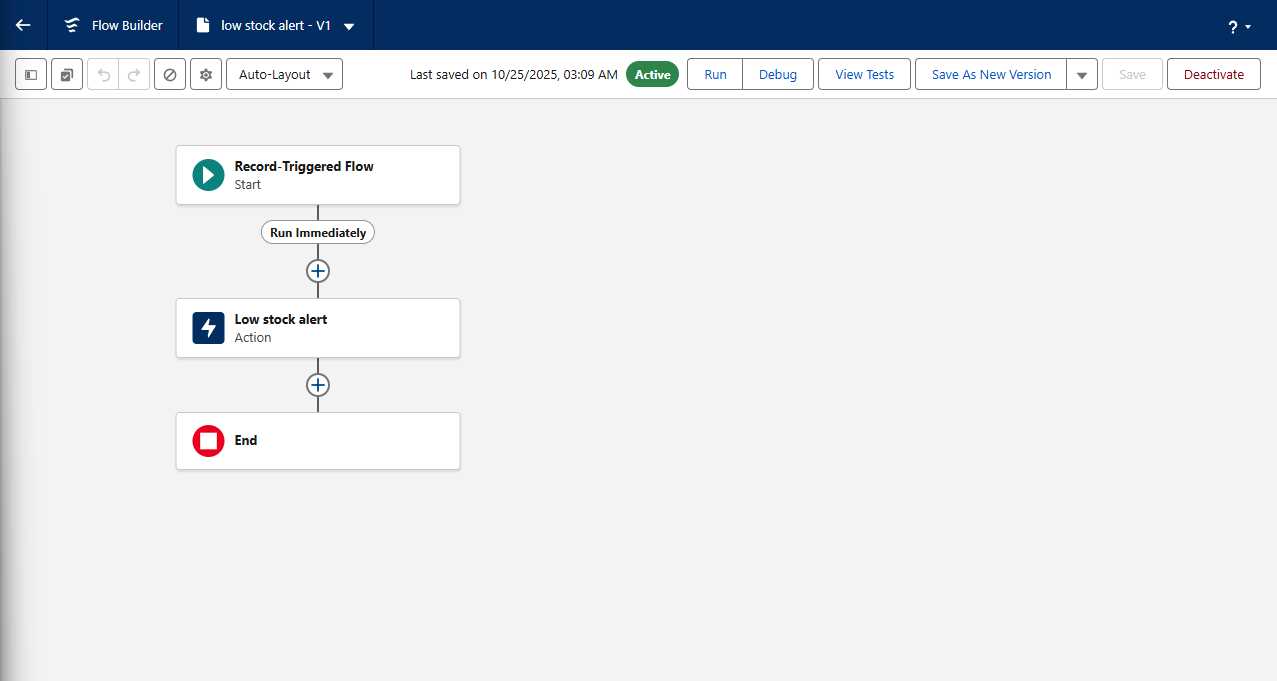 Flow Builder
low stock alert - V1
?
Auto-Layout
Last saved on 10/25/2025, 03:09 AM
Active
Run
Debug
View Tests
Save As New Version
Save
Deactivate
Record-Triggered Flow
Start
Run Immediately
Low stock alert
Action
End